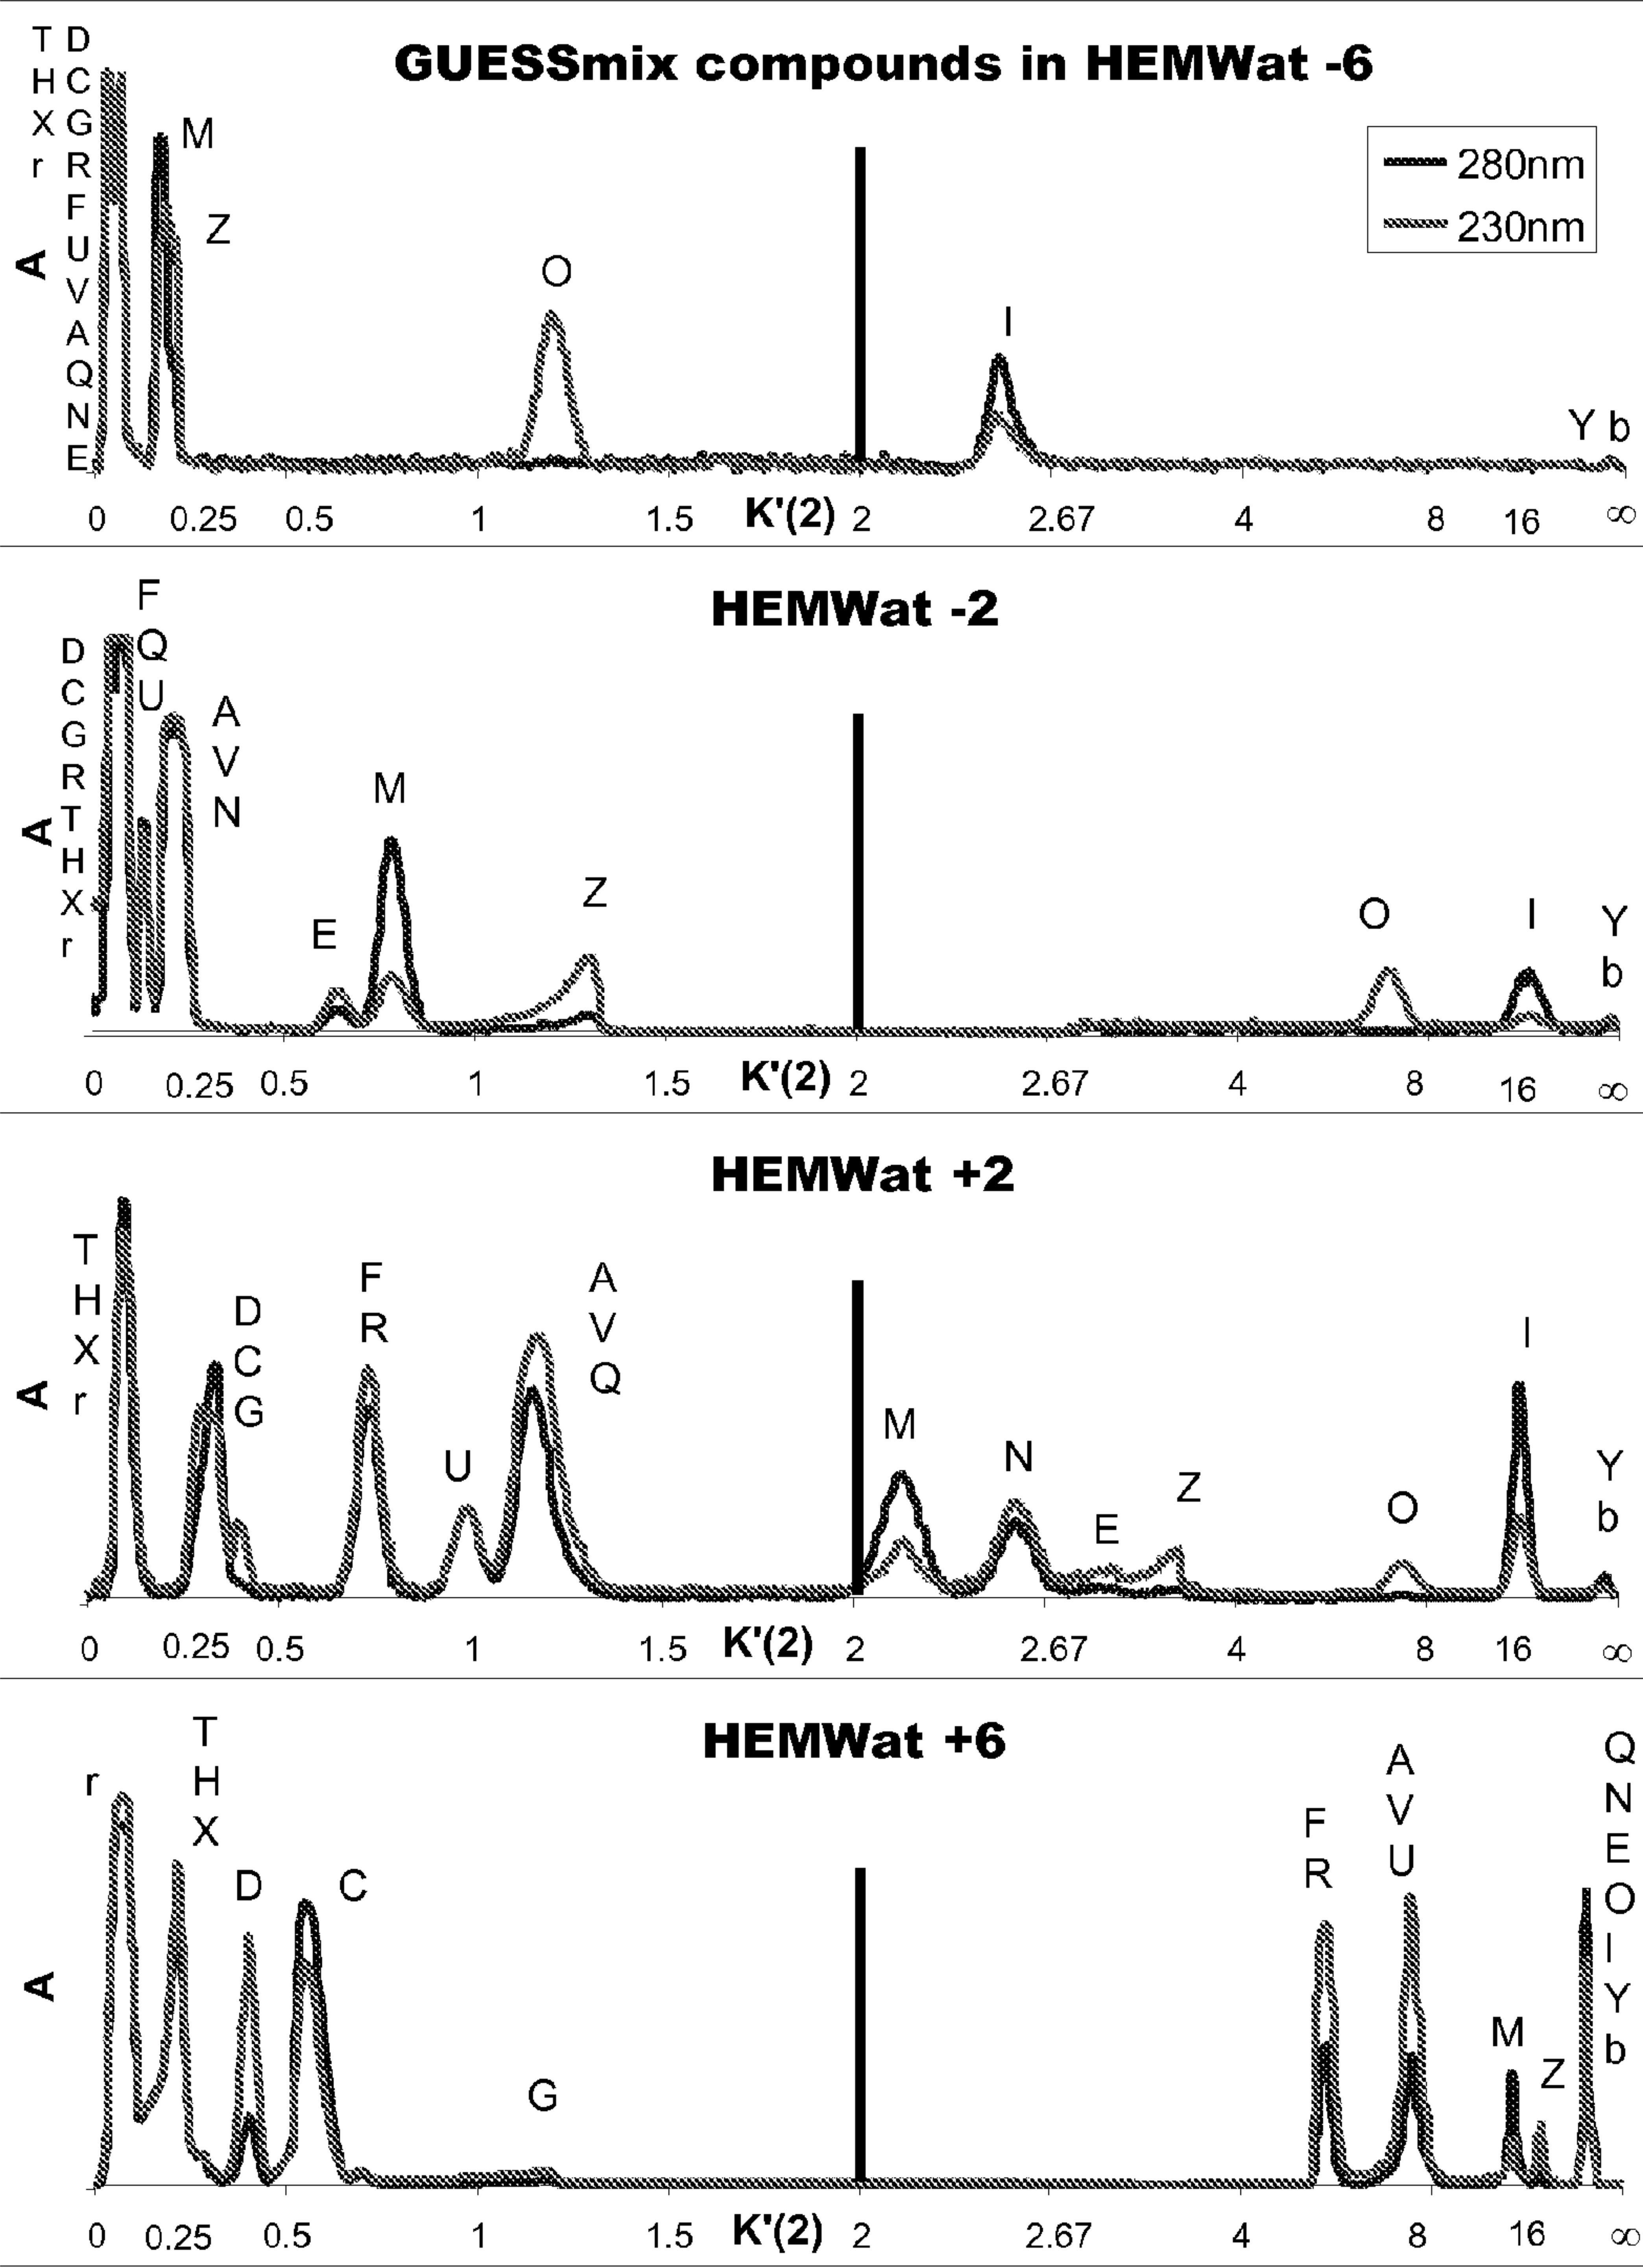 GUESSmix compounds in HEMWat -6
T D
H C
X G
r R
F
U
V
A
Q
N
E
A
M
Z
O
I
Y b
280nm
230nm
0 0.25 0.5 1 1.5 K'(2) 2 2.67 4 8 16 ∞
HEMWat -2
F
Q
U
D
C
G
R
T
H
X
r
A
A
V
N
E
M
Z
O
I
Y
b
0 0.25 0.5 1 1.5 K'(2) 2 2.67 4 8 16 ∞
HEMWat +2
T
H
X
r
A
D
C
G
F
R
U
A
V
Q
M
N
E
Z
O
I
Y
b
0 0.25 0.5 1 1.5 K'(2) 2 2.67 4 8 16 ∞
HEMWat +6
r
T
H
X
A
D
C
G
F
R
A
V
U
M
Z
Q
N
E
O
I
Y
b
0 0.25 0.5 1 1.5 K'(2) 2 2.67 4 8 16 ∞